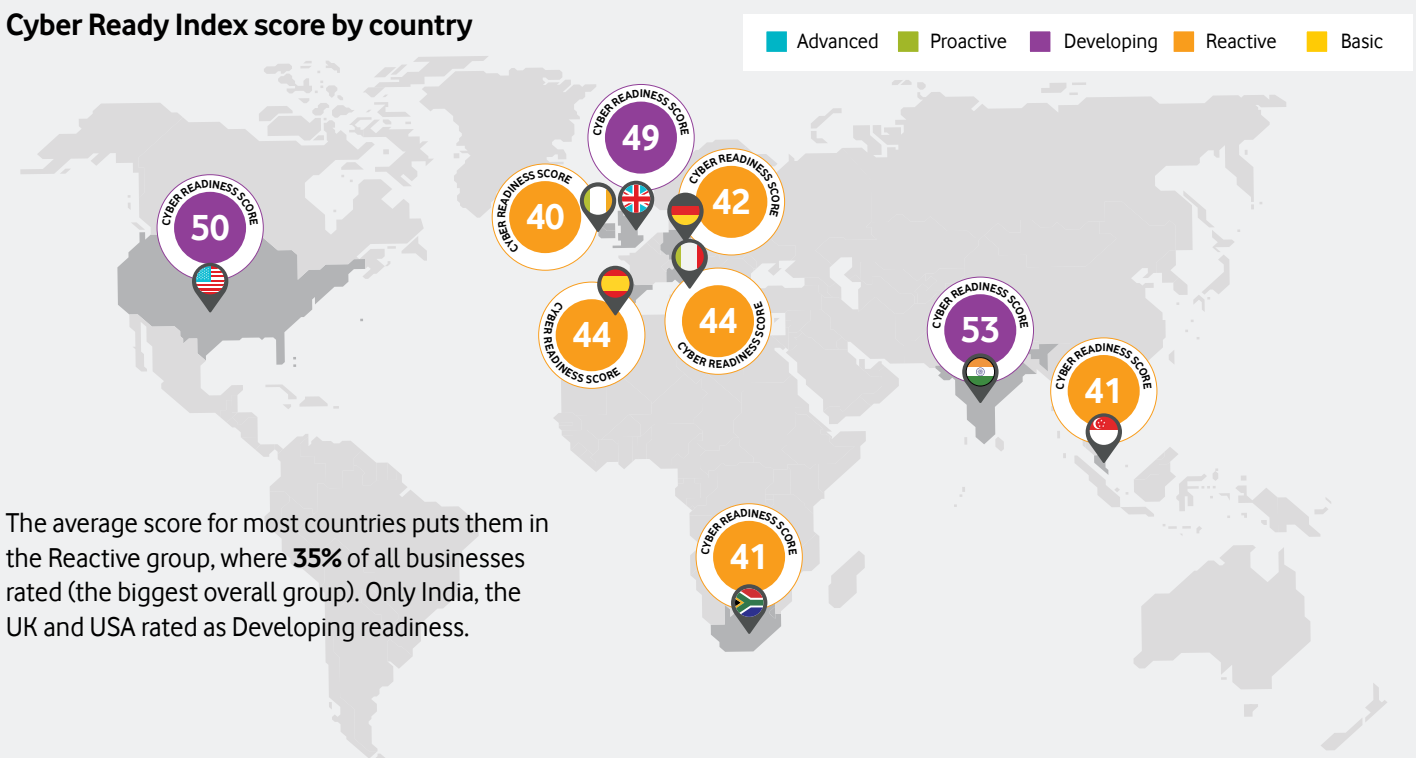 Cyber Ready Index score by country
Advanced
Proactive
Developing
Reactive
Basic
CYBER READINESS SCORE
49
CYBER READINESS SCORE
42
CYBER READINESS SCORE
40
CYBER READINESS SCORE
50
CYBER READINESS SCORE
44
CYBER READINESS SCORE
44
CYBER READINESS SCORE
53
CYBER READINESS SCORE
41
CYBER READINESS SCORE
41
The average score for most countries puts them in
the Reactive group, where 35% of all businesses
rated (the biggest overall group). Only India, the
UK and USA rated as Developing readiness.